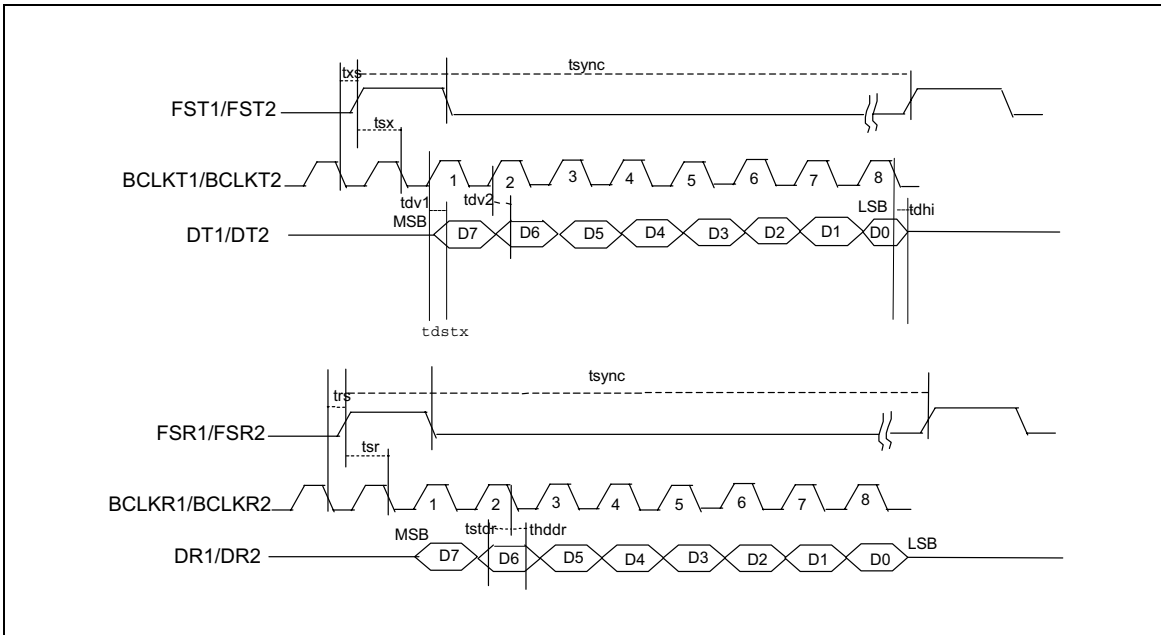 txs
tsync
FST1/FST2
tsx
BCLKT1/BCLKT2
1 2 3 4 5 6 7 8
tdv1 tdv2 LSB tdhi
MSB
DT1/DT2
D7 D6 D5 D4 D3 D2 D1 D0
tdstx
tsync
trs
FSR1/FSR2
tsr
BCLKR1/BCLKR2
1 2 3 4 5 6 7 8
MSB tstdr thddr LSB
DR1/DR2
D7 D6 D5 D4 D3 D2 D1 D0